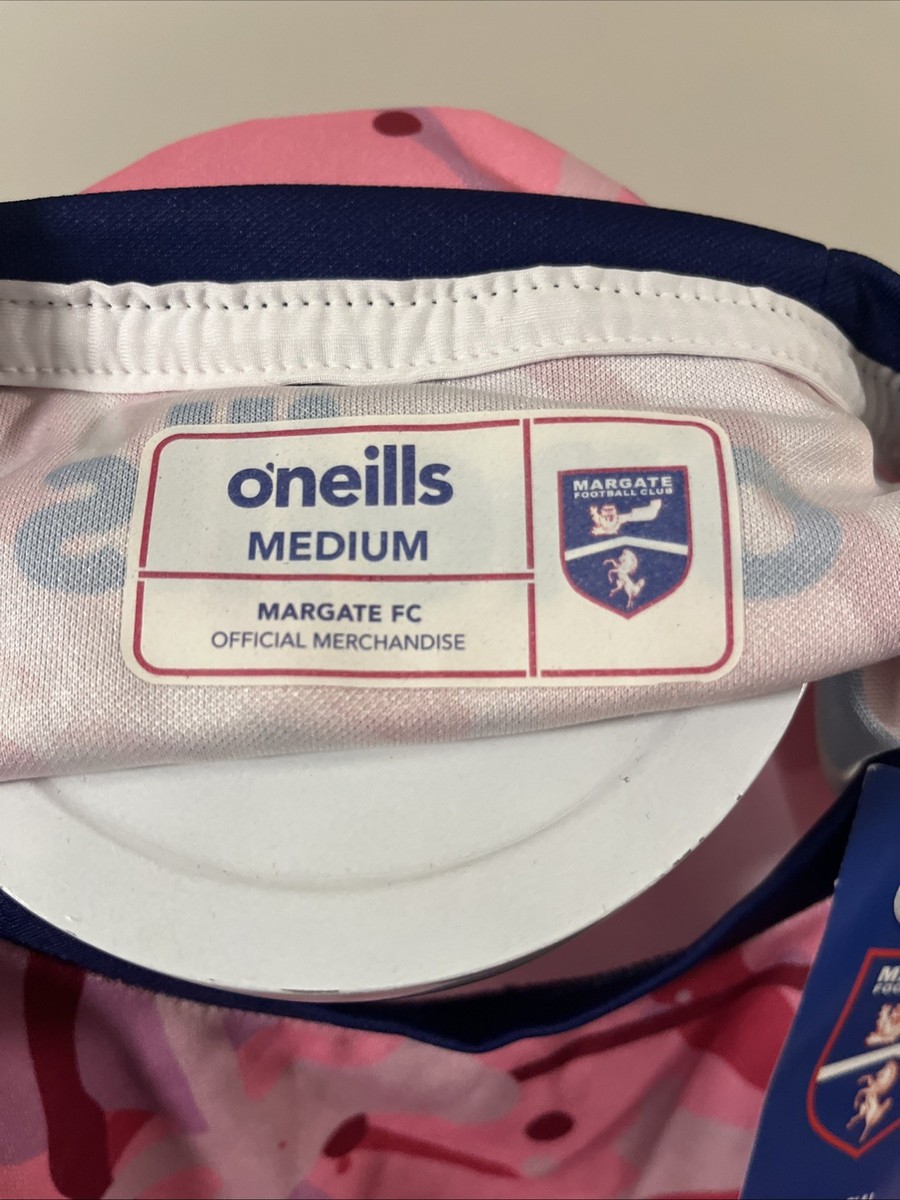 o'neills
MEDIUM
MARGATE FC
OFFICIAL MERCHANDISE
MARGATE
FOOTBALL CLUB